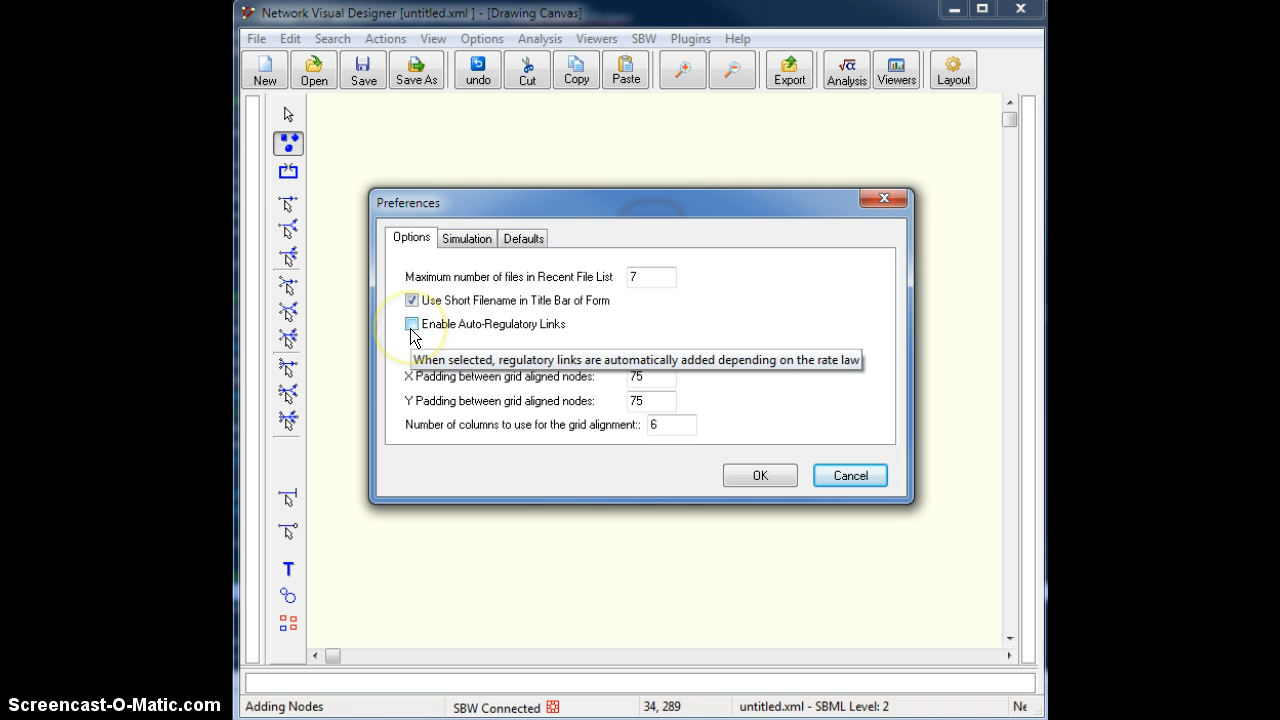 Network Visual Designer [untitled.xml ] - [Drawing Canvas]
File Edit Search Actions View Options Analysis Viewers SBW Plugins Help
New Open Save Save As undo Cut Copy Paste Export Analysis Viewers Layout
Preferences
Options Simulation Defaults
Maximum number of files in Recent File List 7
Use Short Filename in Title Bar of Form
Enable Auto-Regulatory Links
When selected, regulatory links are automatically added depending on the rate law
X Padding between grid aligned nodes: 75
Y Padding between grid aligned nodes: 75
Number of columns to use for the grid alignment:: 6
OK Cancel
T
Adding Nodes SBW Connected 34, 289 untitled.xml - SBML Level: 2 Ne
Screencast-O-Matic.com